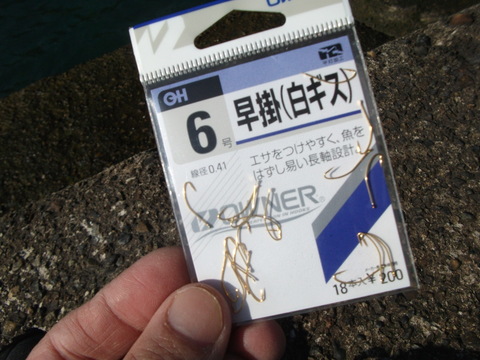 OH
6号
早掛(白ギス)
線径0.41
エサをつけやすく、魚を
はずし易い長軸設計。
OWNER
18本入 ¥200